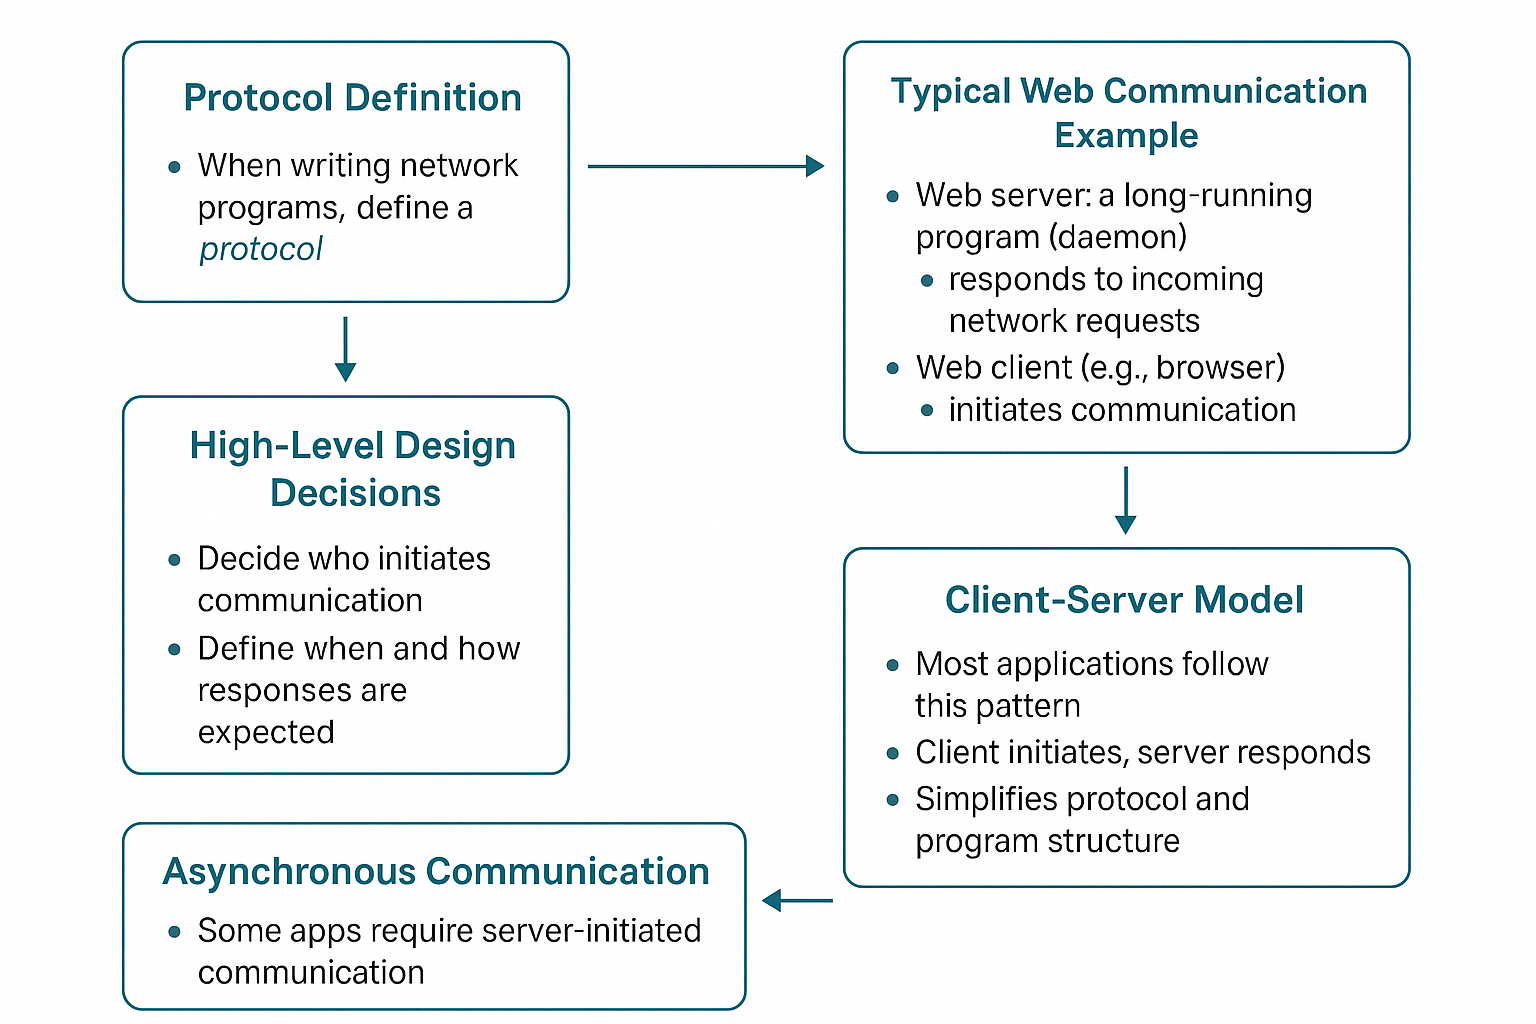 Protocol Definition
• When writing network
programs, define a
protocol
High-Level Design
Decisions
• Decide who initiates
communication
• Define when and how
responses are
expected
Typical Web Communication
Example
• Web server: a long-running
program (daemon)
• responds to incoming
network requests
• Web client (e.g., browser)
• initiates communication
Client-Server Model
• Most applications follow
this pattern
• Client initiates, server responds
• Simplifies protocol and
program structure
Asynchronous Communication
• Some apps require server-initiated
communication